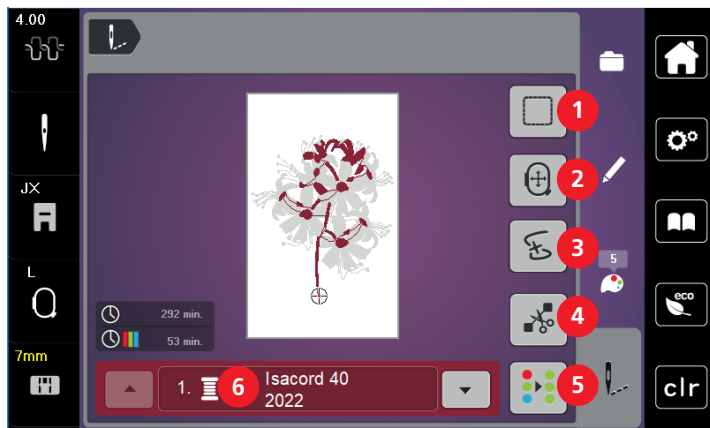 4.00
JX
L
7mm
292 min.
53 min.
1. 6 Isacord 40
2022
1
2
3
4
5
5
eco
clr